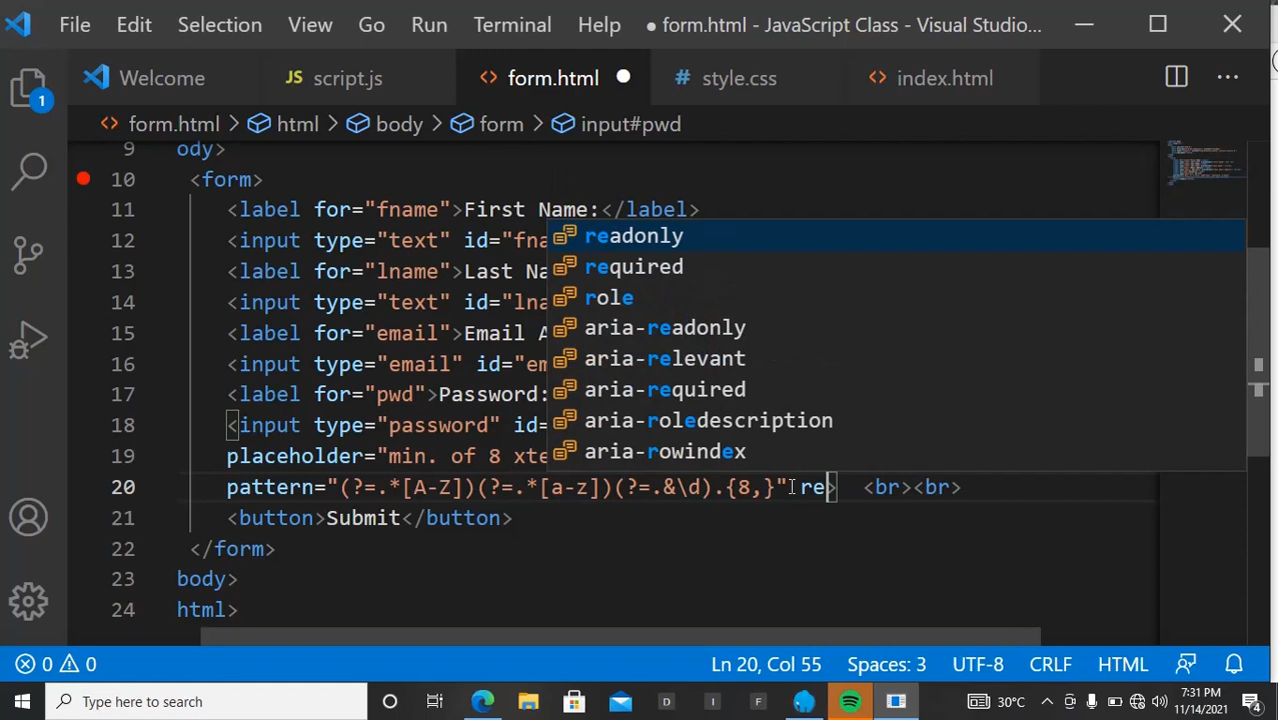 File Edit Selection View Go Run Terminal Help ● form.html - JavaScript Class - Visual Studio...
Welcome JS script.js <> form.html # style.css <> index.html
1 <> form.html > html > body > form > input#pwd
9 ody>
10 <form>
11 <label for="fname">First Name:</label>
12 <input type="text" id="fna
readonly
13 <label for="lname">Last Na
required
14 <input type="text" id="lna
role
15 <label for="email">Email A
aria-readonly
16 <input type="email" id="em
aria-relevant
17 <label for="pwd">Password:
aria-required
18 <input type="password" id=
aria-roledescription
19 placeholder="min. of 8 xte
aria-rowindex
20 pattern="(?=.*[A-Z])(?=.*[a-z])(?=.&\d).{8,}" re> <br><br>
21 <button>Submit</button>
22 </form>
23 body>
24 html>
0 0 Ln 20, Col 55 Spaces: 3 UTF-8 CRLF HTML
Type here to search D I F 30°C 7:31 PM
11/14/2021 4